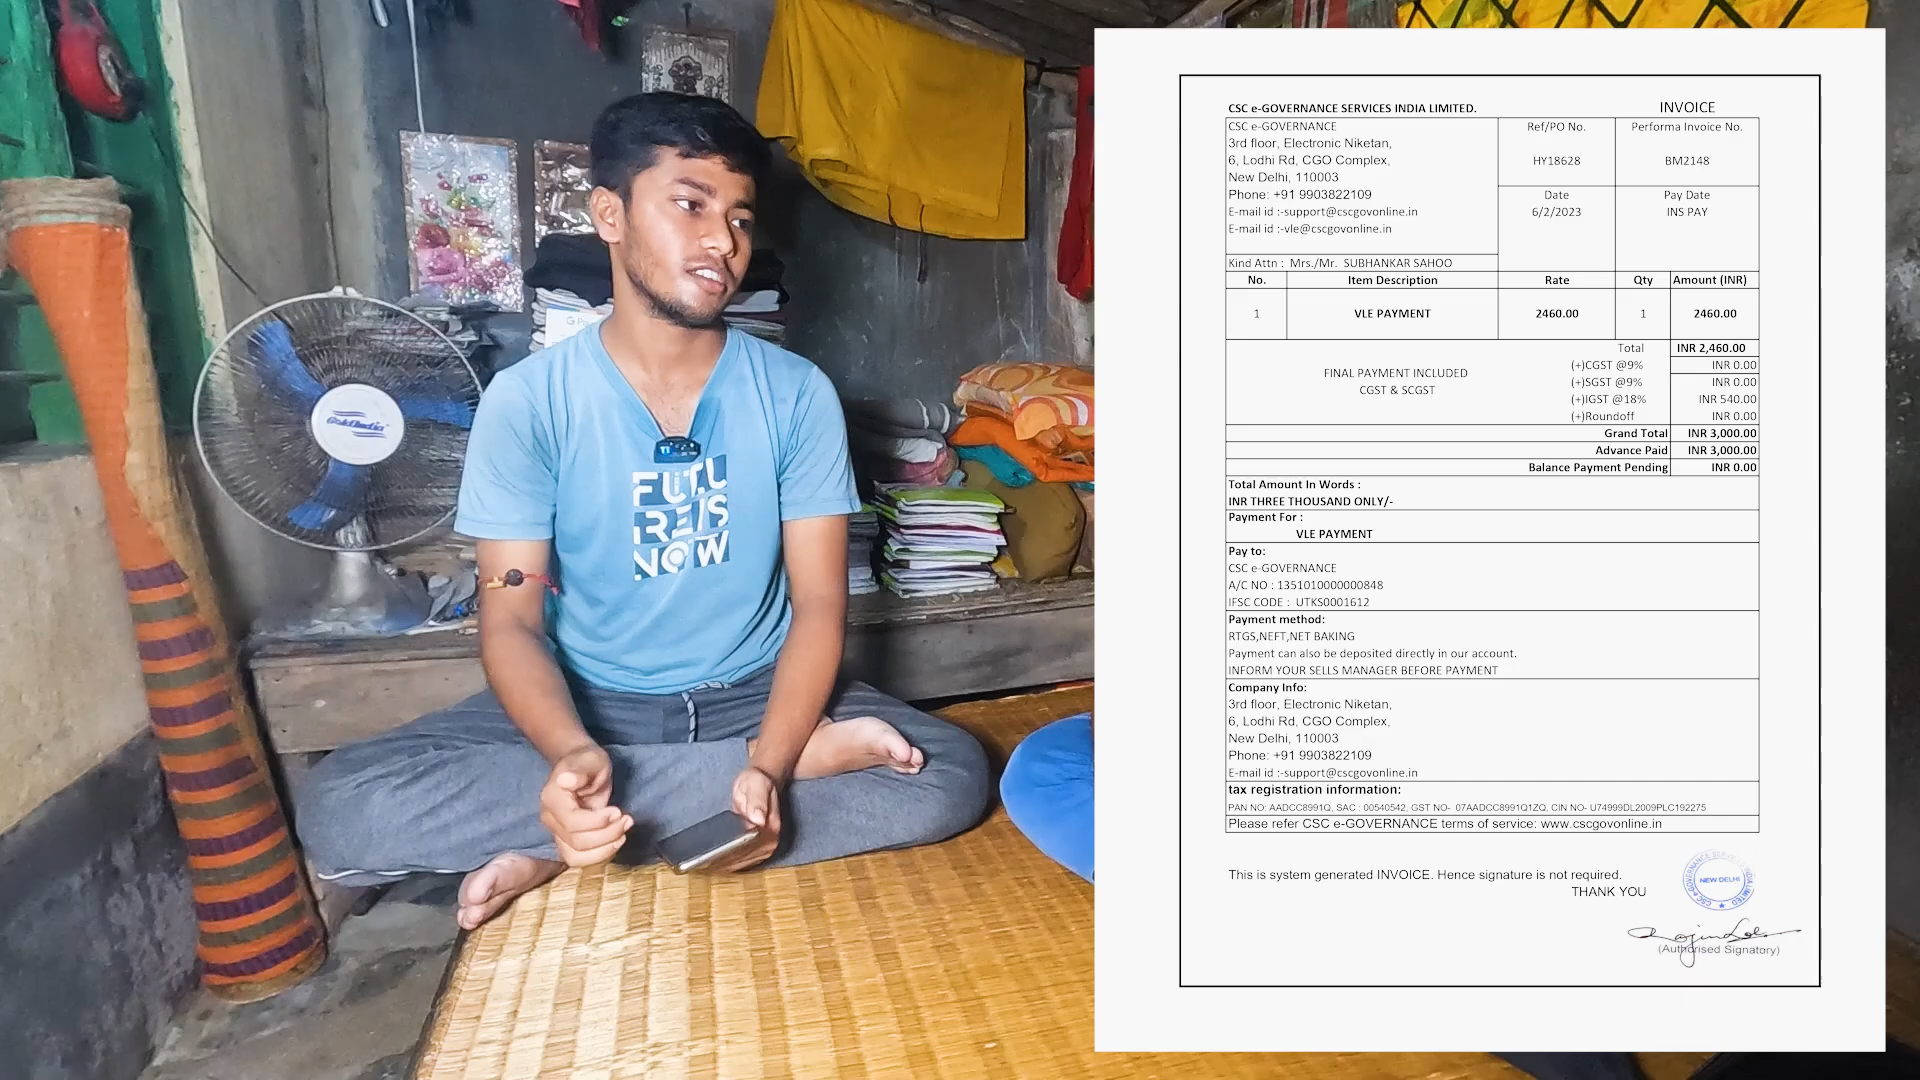 GoldIndia
FUTU
RE IS
NOW
CSC e-GOVERNANCE SERVICES INDIA LIMITED.
INVOICE
CSC e-GOVERNANCE
3rd floor, Electronic Niketan,
6, Lodhi Rd, CGO Complex,
New Delhi, 110003
Phone: +91 9903822109
E-mail id :-support@cscgovonline.in
E-mail id :-vle@cscgovonline.in
Ref/PO No.
HY18628
Performa Invoice No.
BM2148
Date
6/2/2023
Pay Date
INS PAY
Kind Attn : Mrs./Mr. SUBHANKAR SAHOO
No. Item Description Rate Qty Amount (INR)
1 VLE PAYMENT 2460.00 1 2460.00
FINAL PAYMENT INCLUDED
CGST & SCGST
Total INR 2,460.00
(+)CGST @9% INR 0.00
(+)SGST @9% INR 0.00
(+)IGST @18% INR 540.00
(+)Roundoff INR 0.00
Grand Total INR 3,000.00
Advance Paid INR 3,000.00
Balance Payment Pending INR 0.00
Total Amount In Words :
INR THREE THOUSAND ONLY/-
Payment For :
VLE PAYMENT
Pay to:
CSC e-GOVERNANCE
A/C NO : 1351010000000848
IFSC CODE : UTKS0001612
Payment method:
RTGS,NEFT,NET BAKING
Payment can also be deposited directly in our account.
INFORM YOUR SELLS MANAGER BEFORE PAYMENT
Company Info:
3rd floor, Electronic Niketan,
6, Lodhi Rd, CGO Complex,
New Delhi, 110003
Phone: +91 9903822109
E-mail id :-support@cscgovonline.in
tax registration information:
PAN NO: AADCC8991Q, SAC : 00540542, GST NO- 07AADCC8991Q1ZQ, CIN NO- U74999DL2009PLC192275
Please refer CSC e-GOVERNANCE terms of service: www.cscgovonline.in
This is system generated INVOICE. Hence signature is not required.
THANK YOU
NEW DELHI
(Authorised Signatory)